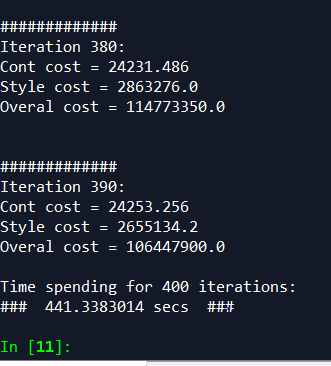 #############
Iteration 380:
Cont cost = 24231.486
Style cost = 2863276.0
Overal cost = 114773350.0
#############
Iteration 390:
Cont cost = 24253.256
Style cost = 2655134.2
Overal cost = 106447900.0
Time spending for 400 iterations:
###  441.3383014 secs  ###
In [11]: